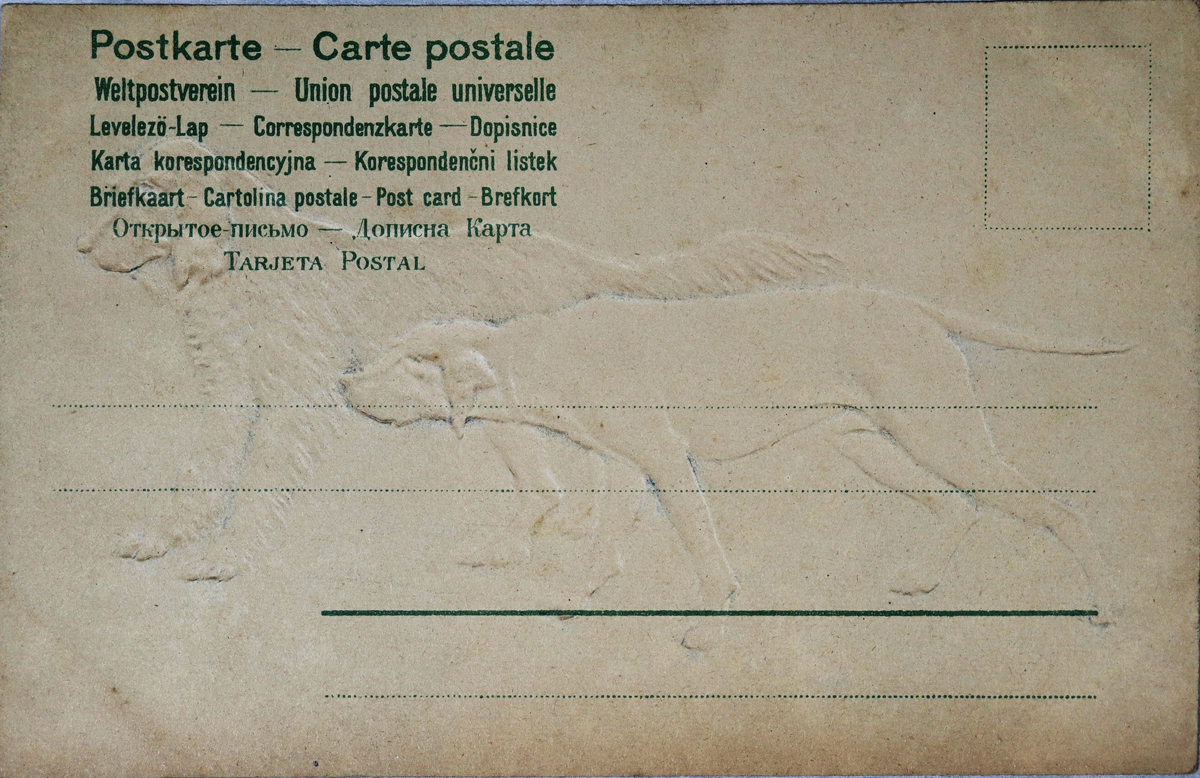 Postkarte — Carte postale
Weltpostverein — Union postale universelle
Levelező-Lap — Correspondenzkarte — Dopisnice
Karta korespondencyjna — Korespondenčni listek
Briefkaart - Cartolina postale - Post card - Brefkort
Открытое-письмо — Дописна Карта
Tarjeta Postal